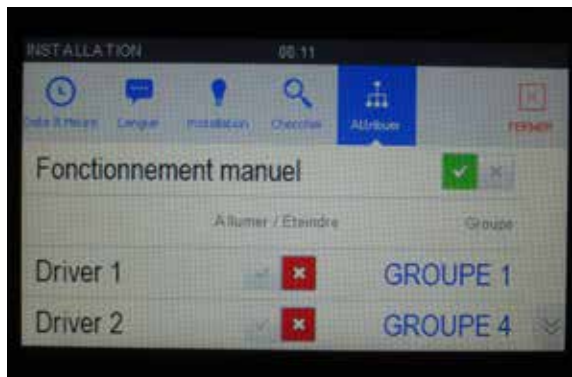 INSTALLATION 00:11
Date & Heure Langue Installation Chercher Attribuer FERMER
Fonctionnement manuel
Allumer / Eteindre Groupe
Driver 1 GROUPE 1
Driver 2 GROUPE 4